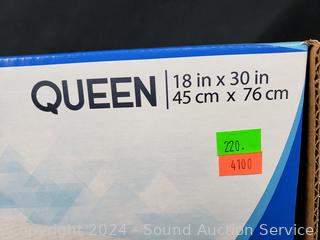 QUEEN
18 in x 30 in
45 cm x 76 cm
220.
4100
Copyright 2024 - Sound Auction Service